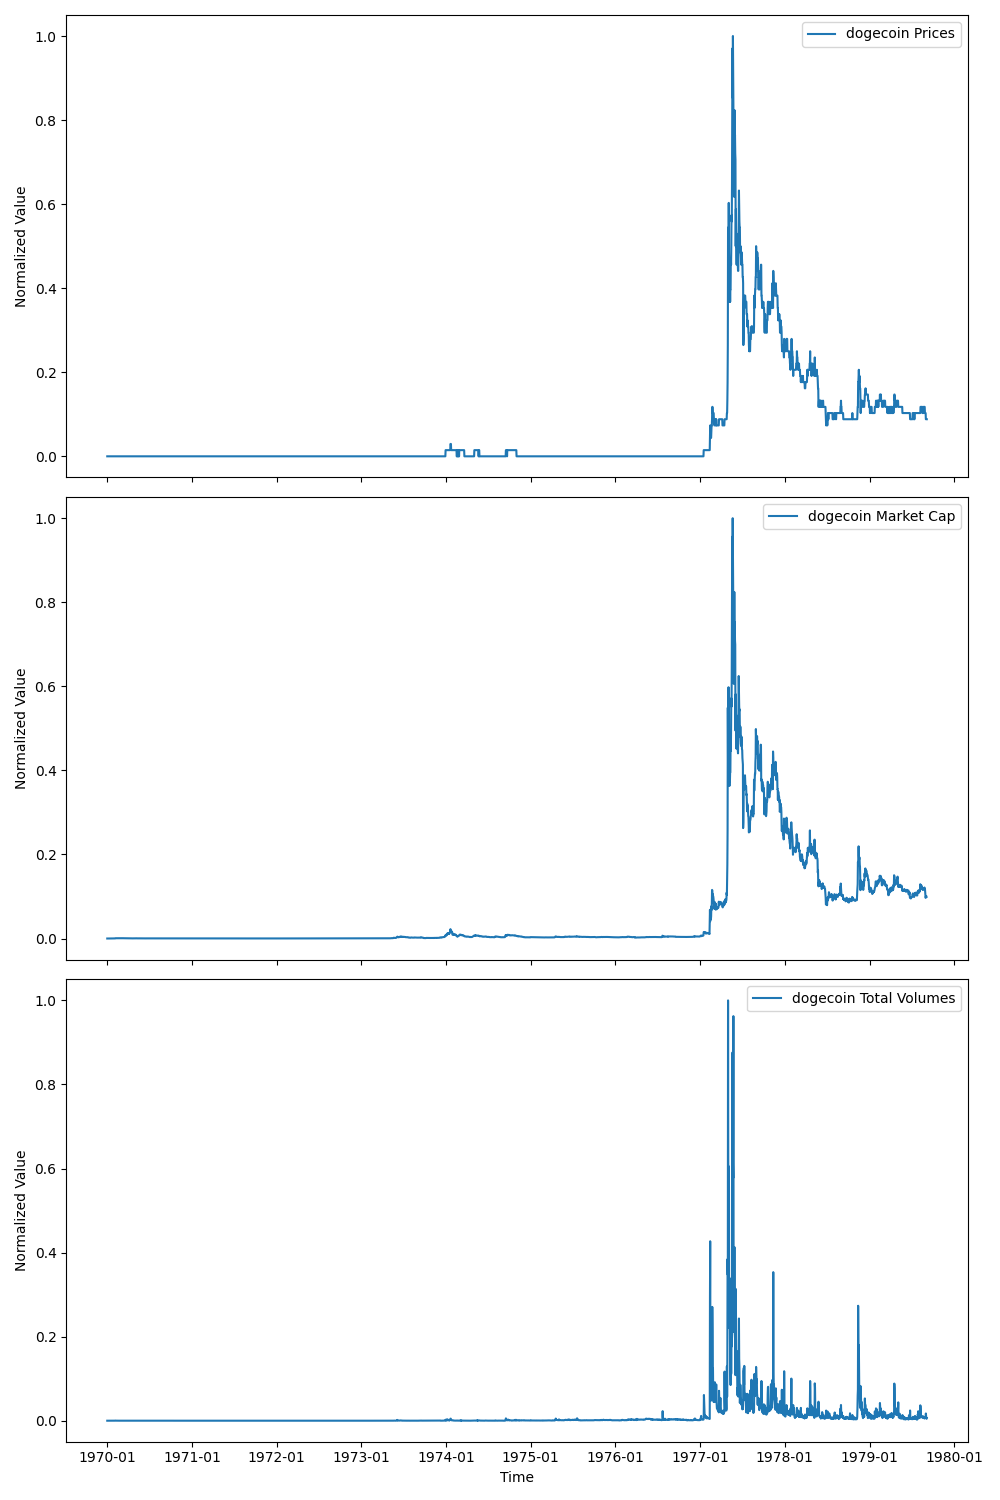 dogecoin Prices
1.0
0.8
0.6
0.4
0.2
0.0
Normalized Value
dogecoin Market Cap
1.0
0.8
0.6
0.4
0.2
0.0
Normalized Value
dogecoin Total Volumes
1.0
0.8
0.6
0.4
0.2
0.0
Normalized Value
1970-01 1971-01 1972-01 1973-01 1974-01 1975-01 1976-01 1977-01 1978-01 1979-01 1980-01
Time